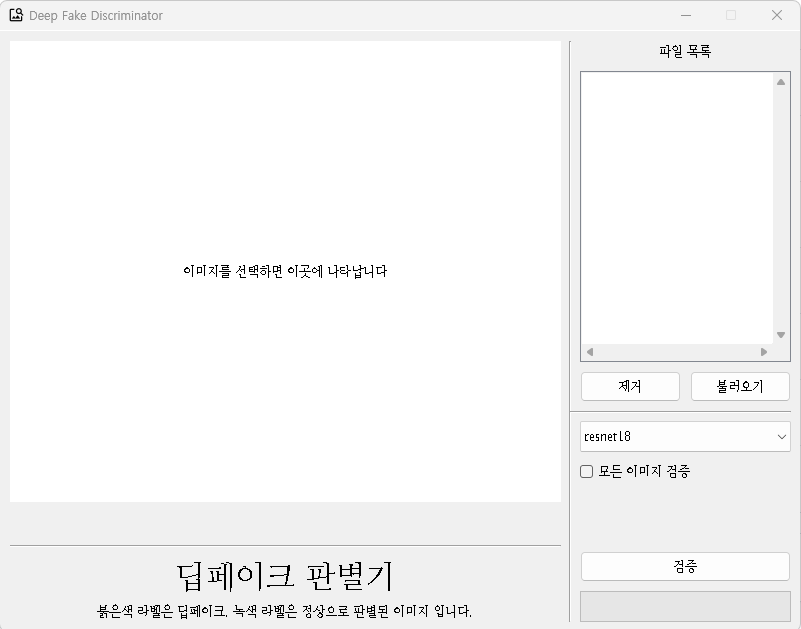 Deep Fake Discriminator
파일 목록
이미지를 선택하면 이곳에 나타납니다
제거
불러오기
resnet18
모든 이미지 검증
검증
딥페이크 판별기
붉은색 라벨은 딥페이크, 녹색 라벨은 정상으로 판별된 이미지 입니다.